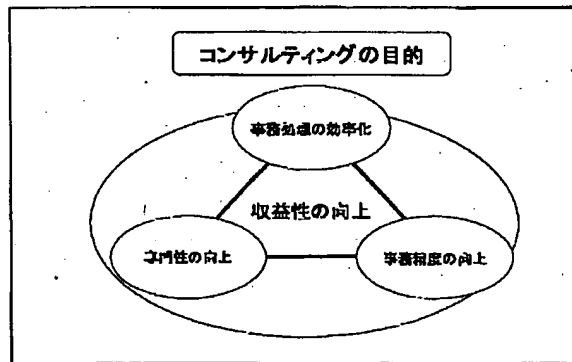 コンサルティングの目的
事務処理の効率化
収益性の向上
専門性の向上
事務精度の向上